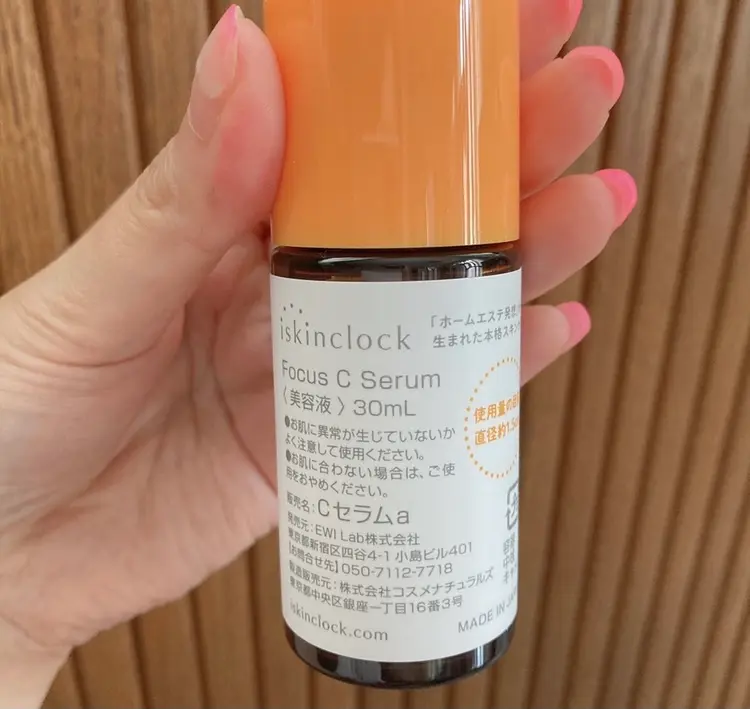 iskinclock
「ホームエステ発想」
生まれた本格スキン
Focus C Serum
〈美容液〉30mL
●お肌に異常が生じていないか
よく注意して使用ください。
●お肌に合わない場合は、ご使
用をおやめください。
使用量の目
直径約1.5
販売名:Cセラムa
発売元:EWI Lab株式会社
東京都新宿区四谷4-1 小島ビル401
【お問合せ先】050-7112-7718
製造販売元:株式会社コスメナチュラルズ
東京都中央区銀座一丁目16番3号
iskinclock.com
MADE IN JA